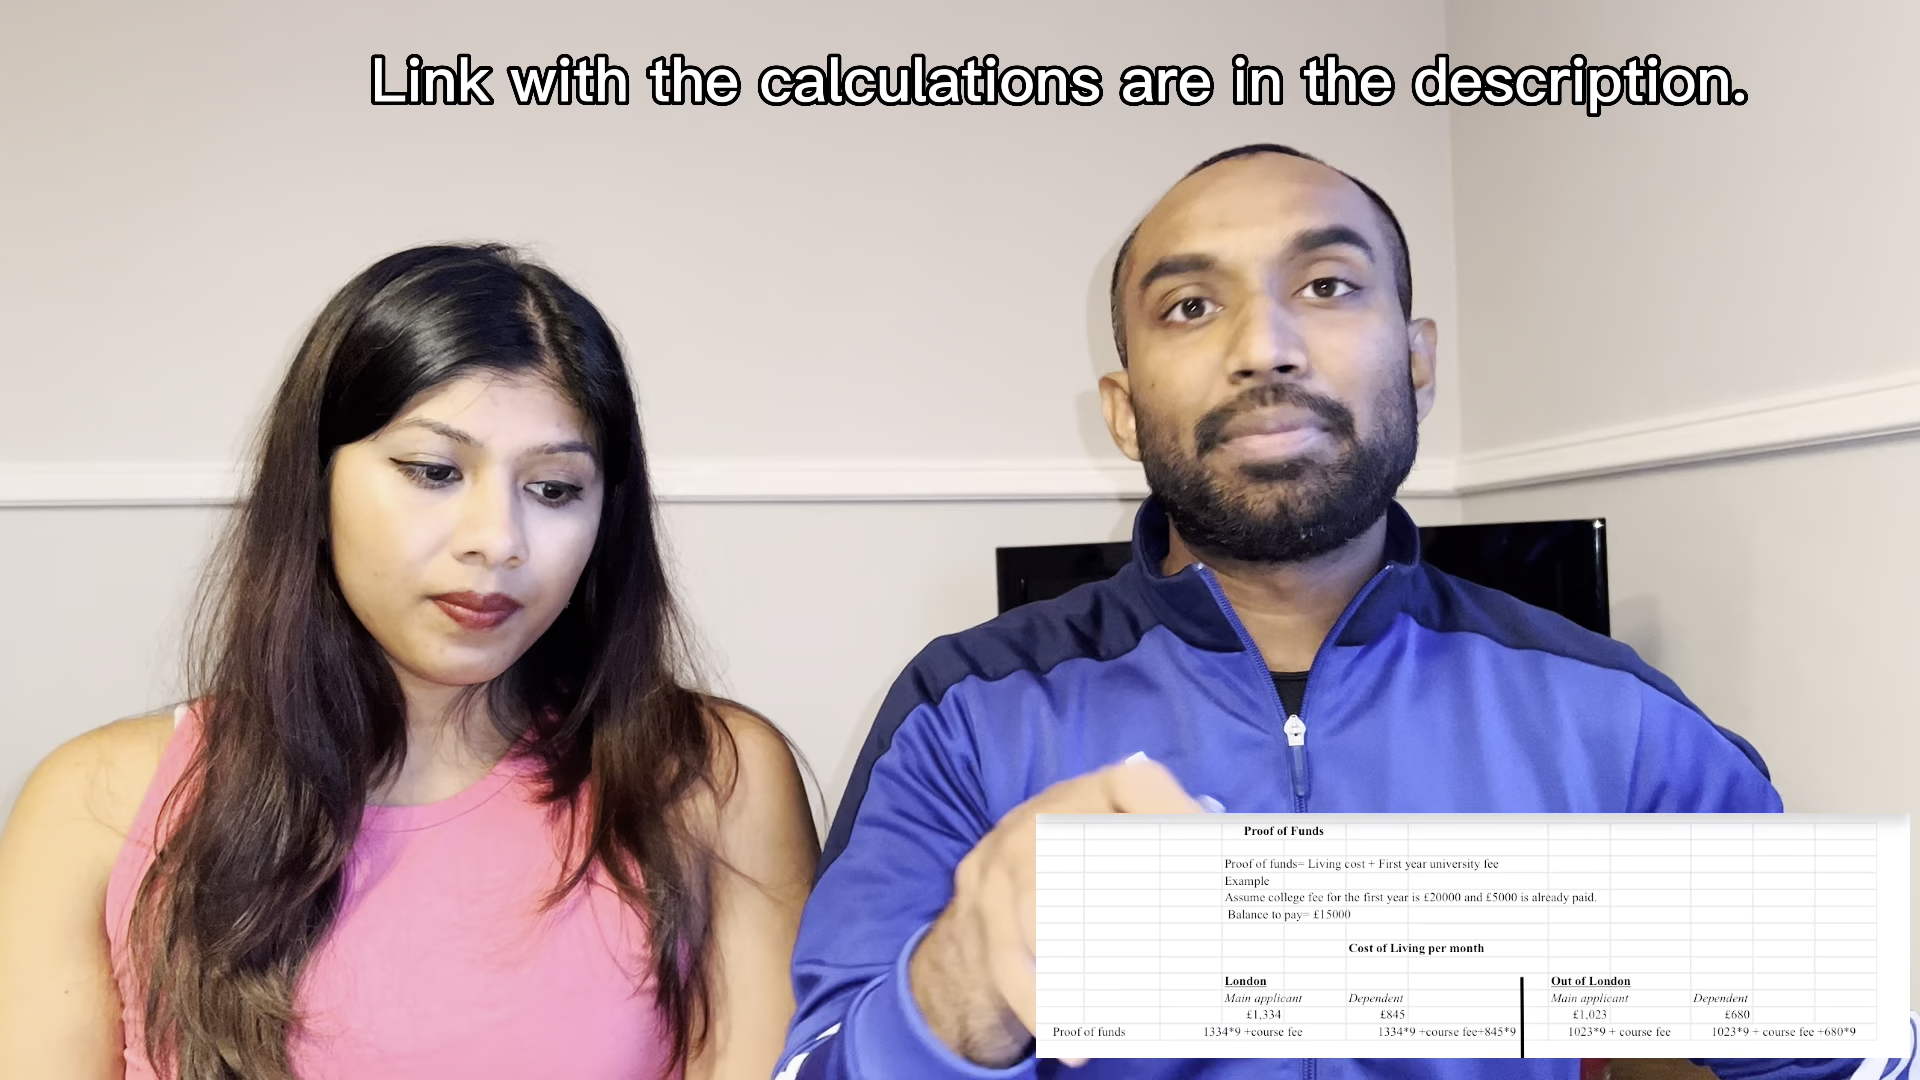 Link with the calculations are in the description.
Proof of Funds
Proof of funds= Living cost + First year university fee
Example
Assume college fee for the first year is £20000 and £5000 is already paid.
Balance to pay= £15000
Cost of Living per month
London Out of London
Main applicant Dependent Main applicant Dependent
£1,334 £845 £1,023 £680
Proof of funds 1334*9 +course fee 1334*9 +course fee+845*9 1023*9 + course fee 1023*9 + course fee +680*9